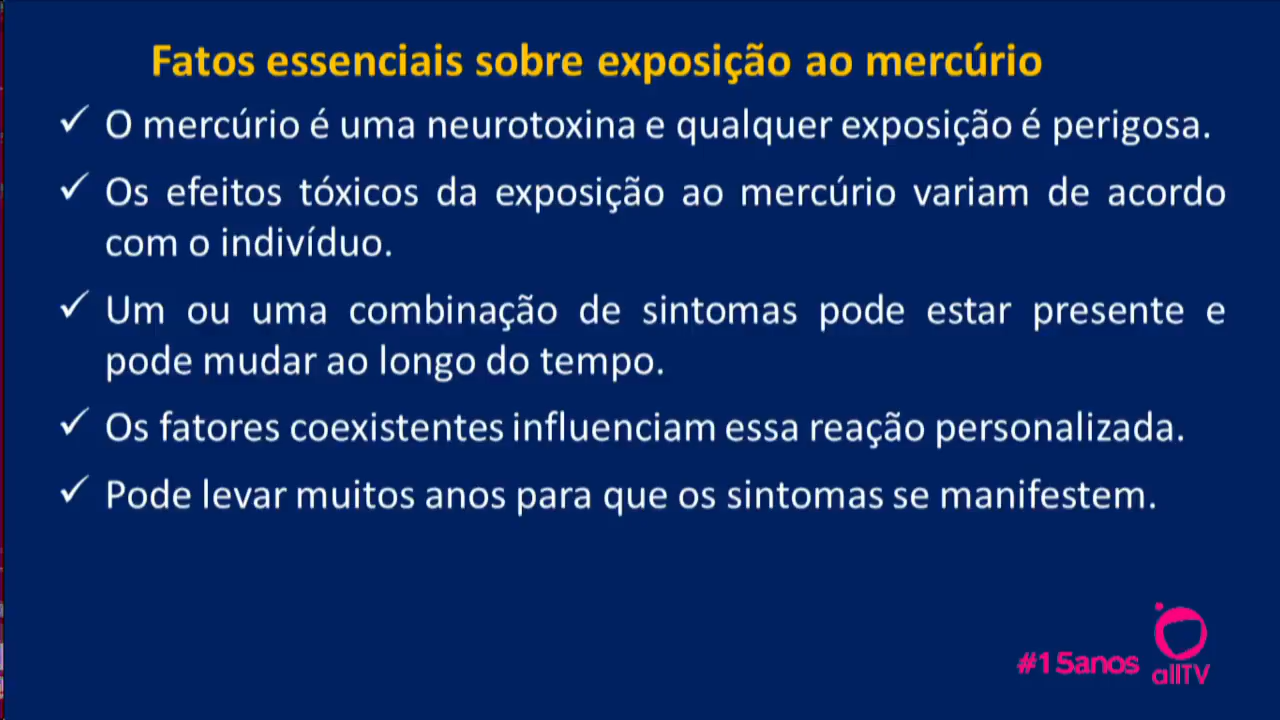 Fatos essenciais sobre exposição ao mercúrio
✓ O mercúrio é uma neurotoxina e qualquer exposição é perigosa.
✓ Os efeitos tóxicos da exposição ao mercúrio variam de acordo
com o indivíduo.
✓ Um ou uma combinação de sintomas pode estar presente e
pode mudar ao longo do tempo.
✓ Os fatores coexistentes influenciam essa reação personalizada.
✓ Pode levar muitos anos para que os sintomas se manifestem.
#15anos
allTV